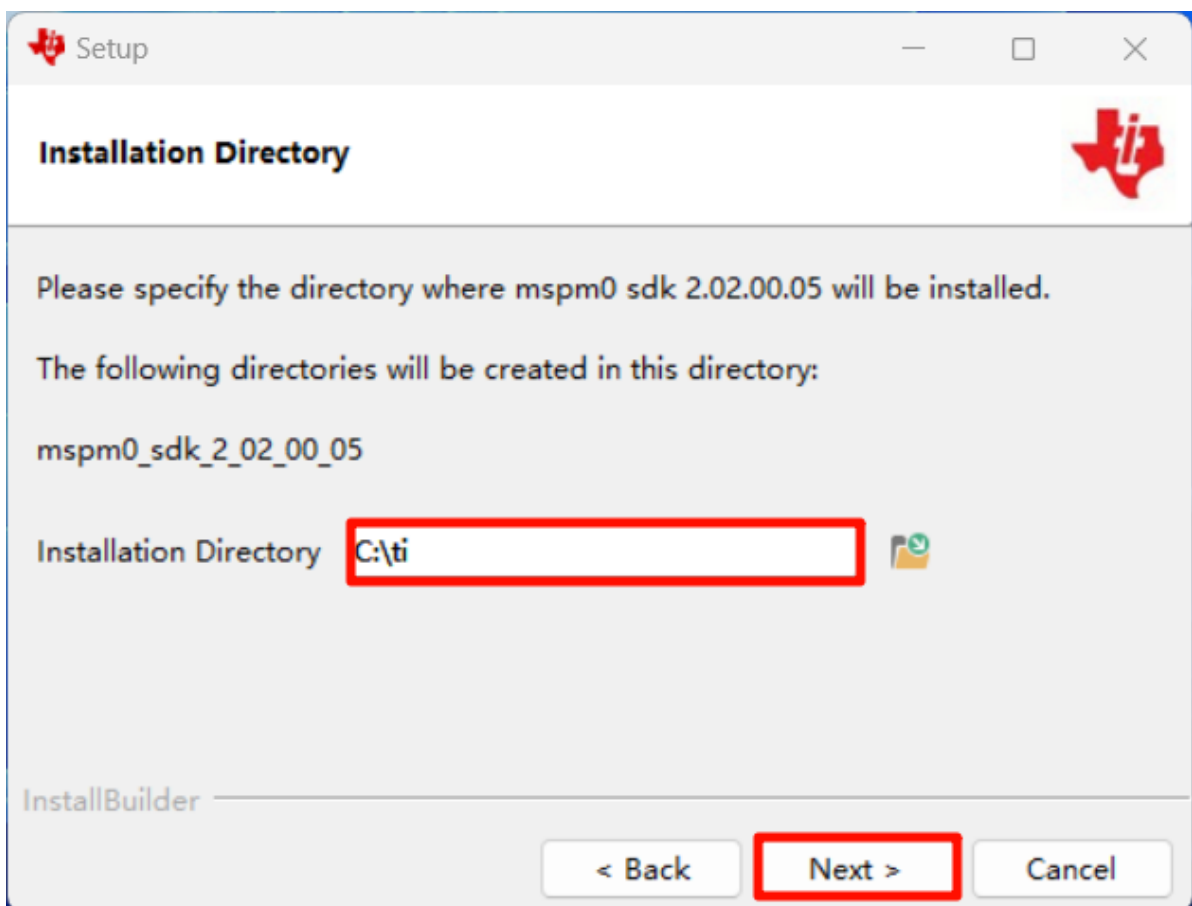 Setup
Installation Directory
Please specify the directory where mspm0 sdk 2.02.00.05 will be installed.
The following directories will be created in this directory:
mspm0_sdk_2_02_00_05
Installation Directory C:\ti
InstallBuilder
< Back Next > Cancel